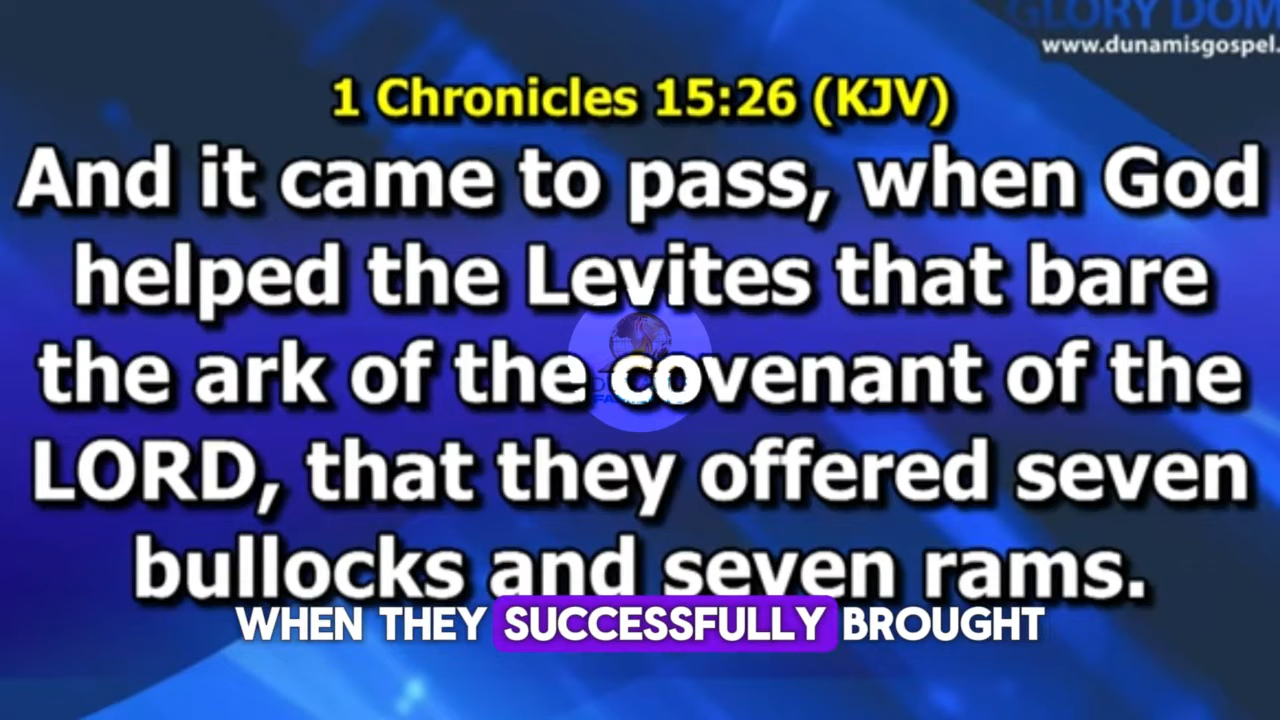 GLORY DOM
www.dunamisgospel.
1 Chronicles 15:26 (KJV)
And it came to pass, when God
helped the Levites that bare
the ark of the covenant of the
LORD, that they offered seven
bullocks and seven rams.
WHEN THEY SUCCESSFULLY BROUGHT